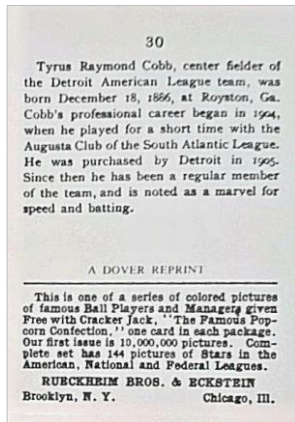 30
Tyrus Raymond Cobb, center fielder of
the Detroit American League team, was
born December 18, 1886, at Royston, Ga.
Cobb's professional career began in 1904,
when he played for a short time with the
Augusta Club of the South Atlantic League.
He was purchased by Detroit in 1905.
Since then he has been a regular member
of the team, and is noted as a marvel for
speed and batting.
A DOVER REPRINT
This is one of a series of colored pictures
of famous Ball Players and Managers given
Free with Cracker Jack, "The Famous Pop-
corn Confection," one card in each package.
Our first issue is 10,000,000 pictures. Com-
plete set has 144 pictures of Stars in the
American, National and Federal Leagues.
RUECKHEIM BROS. & ECKSTEIN
Brooklyn, N. Y. Chicago, Ill.